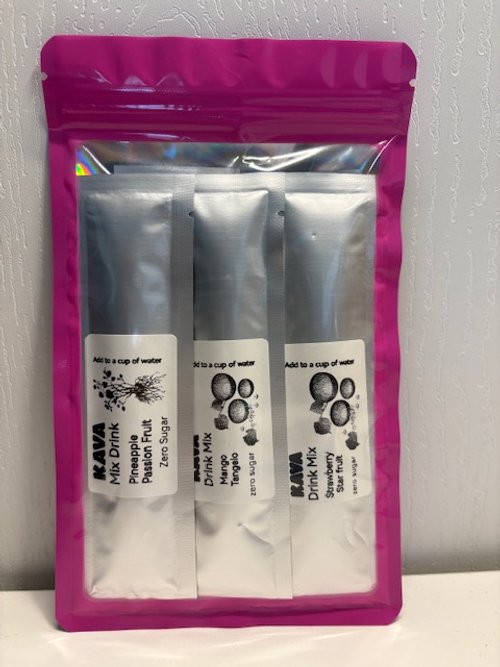 Add to a cup of water
KAVA
Mix Drink
Pineapple
Passion Fruit
Zero Sugar
Add to a cup of water
KAVA
Drink Mix
Mango
Tangelo
zero sugar
Add to a cup of water
KAVA
Drink Mix
Strawberry
Star fruit
zero sugar